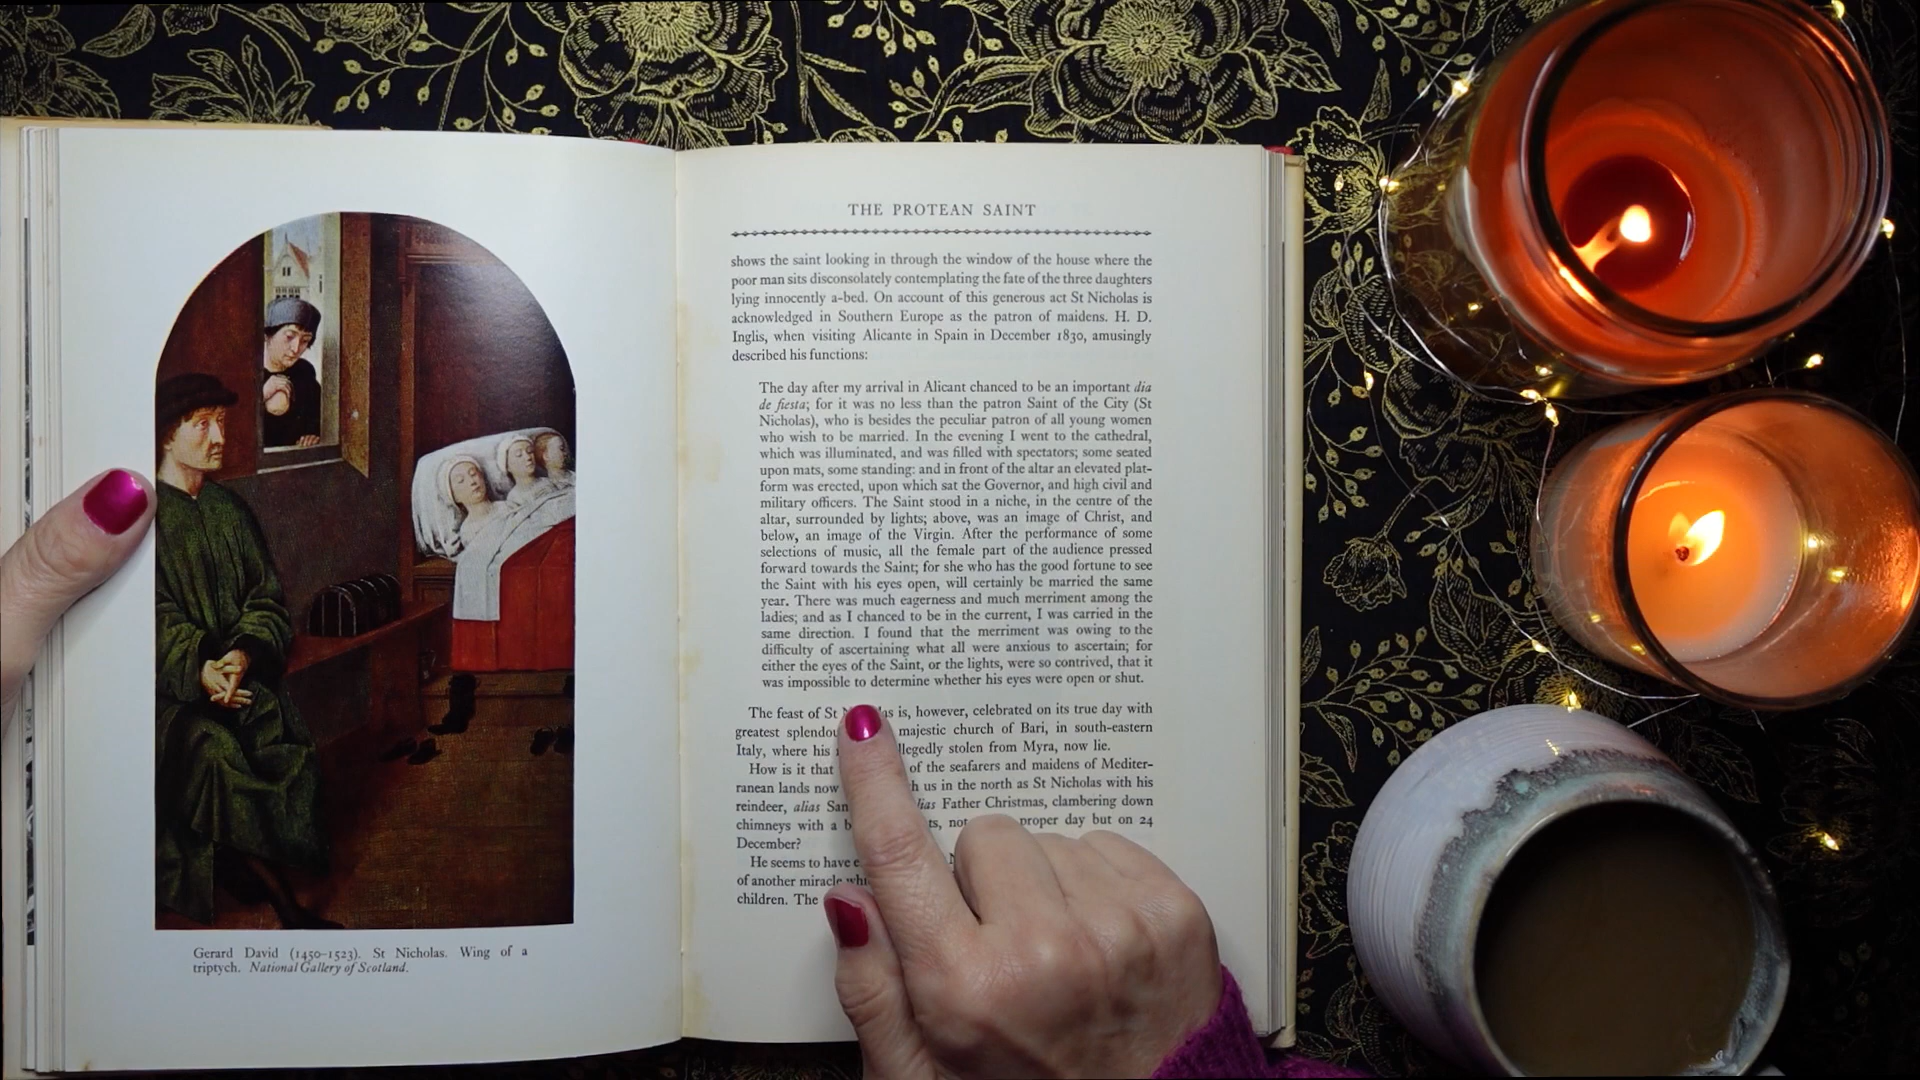 Gerard David (1450–1523). St Nicholas. Wing of a
triptych. National Gallery of Scotland.
THE PROTEAN SAINT
shows the saint looking in through the window of the house where the
poor man sits disconsolately contemplating the fate of the three daughters
lying innocently a-bed. On account of this generous act St Nicholas is
acknowledged in Southern Europe as the patron of maidens. H. D.
Inglis, when visiting Alicante in Spain in December 1830, amusingly
described his functions:
The day after my arrival in Alicant chanced to be an important dia
de fiesta; for it was no less than the patron Saint of the City (St
Nicholas), who is besides the peculiar patron of all young women
who wish to be married. In the evening I went to the cathedral,
which was illuminated, and was filled with spectators; some seated
upon mats, some standing: and in front of the altar an elevated plat-
form was erected, upon which sat the Governor, and high civil and
military officers. The Saint stood in a niche, in the centre of the
altar, surrounded by lights; above, was an image of Christ, and
below, an image of the Virgin. After the performance of some
selections of music, all the female part of the audience pressed
forward towards the Saint; for she who has the good fortune to see
the Saint with his eyes open, will certainly be married the same
year. There was much eagerness and much merriment among the
ladies; and as I chanced to be in the current, I was carried in the
same direction. I found that the merriment was owing to the
difficulty of ascertaining what all were anxious to ascertain; for
either the eyes of the Saint, or the lights, were so contrived, that it
was impossible to determine whether his eyes were open or shut.
The feast of St is, however, celebrated on its true day with
greatest majestic church of Bari, in south-eastern
Italy, where his stolen from Myra, now lie.
How is it that of the seafarers and maidens of Mediter-
ranean lands now us in the north as St Nicholas with his
reindeer, alias Father Christmas, clambering down
chimneys with a not proper day but on 24
December?
He seems to have
of another miracle
children. The